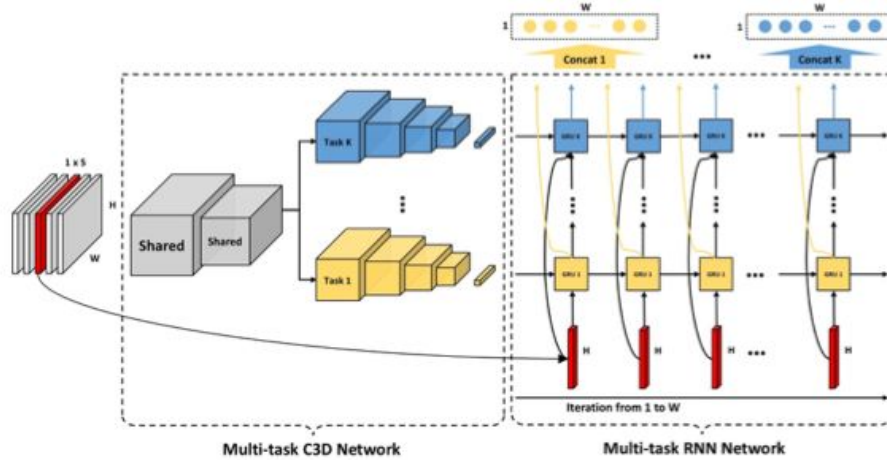 W
W
1
1
Concat 1
•••
Concat K
Task K
GRU K
GRU K
GRU K
•••
GRU K
1 x 5
H
W
Shared
Shared
•••
•••
•••
•••
•••
Task 1
GRU 1
GRU 1
GRU 1
•••
GRU 1
H
H
H
•••
H
Iteration from 1 to W
Multi-task C3D Network
Multi-task RNN Network